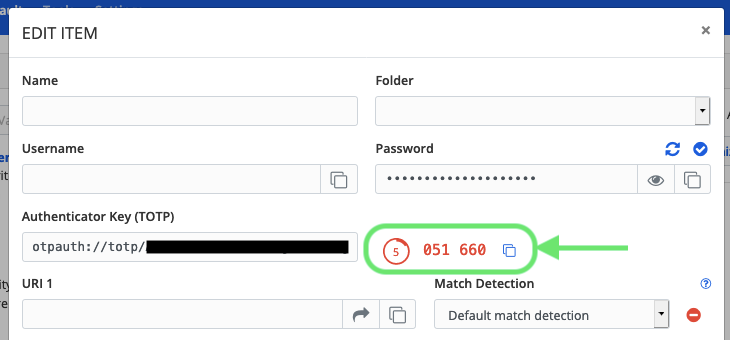 EDIT ITEM
×
Name
Folder
Username
Password
••••••••••••••••••••
Authenticator Key (TOTP)
otpauth://totp/
5
051 660
URI 1
Match Detection
Default match detection